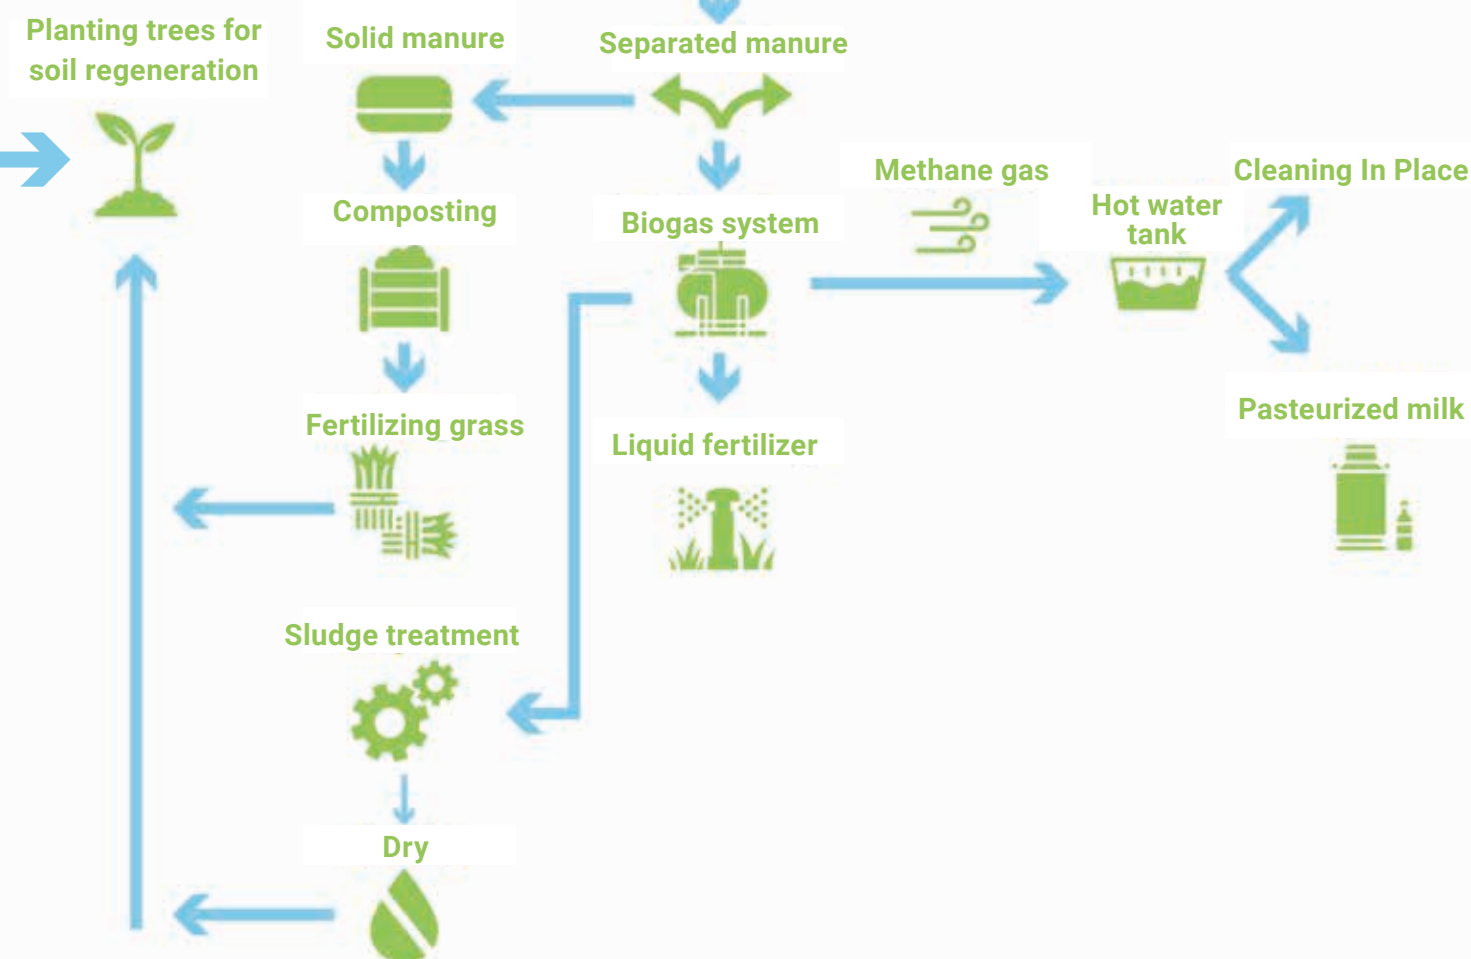 Planting trees for
soil regeneration
Solid manure
Separated manure
Composting
Biogas system
Methane gas
Hot water
tank
Cleaning In Place
Pasteurized milk
Fertilizing grass
Liquid fertilizer
Sludge treatment
Dry